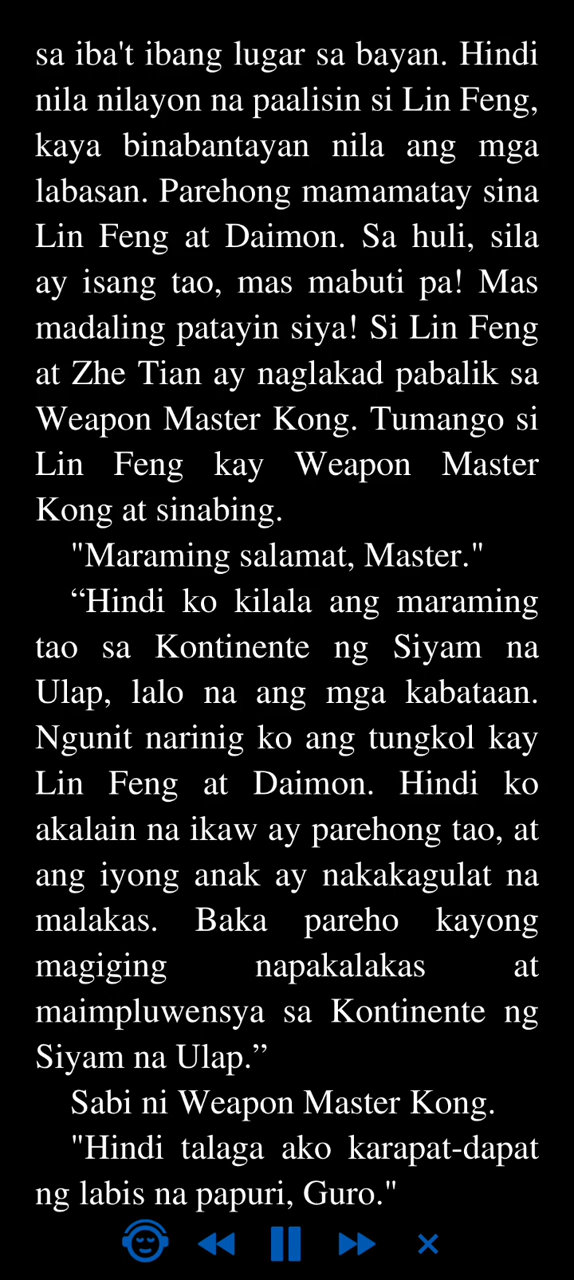 sa iba't ibang lugar sa bayan. Hindi
nila nilayon na paalisin si Lin Feng,
kaya binabantayan nila ang mga
labasan. Parehong mamamatay sina
Lin Feng at Daimon. Sa huli, sila
ay isang tao, mas mabuti pa! Mas
madaling patayin siya! Si Lin Feng
at Zhe Tian ay naglakad pabalik sa
Weapon Master Kong. Tumango si
Lin Feng kay Weapon Master
Kong at sinabing.
"Maraming salamat, Master."
“Hindi ko kilala ang maraming
tao sa Kontinente ng Siyam na
Ulap, lalo na ang mga kabataan.
Ngunit narinig ko ang tungkol kay
Lin Feng at Daimon. Hindi ko
akalain na ikaw ay parehong tao, at
ang iyong anak ay nakakagulat na
malakas. Baka pareho kayong
magiging napakalakas at
maimpluwensya sa Kontinente ng
Siyam na Ulap.”
Sabi ni Weapon Master Kong.
"Hindi talaga ako karapat-dapat
ng labis na papuri, Guro."